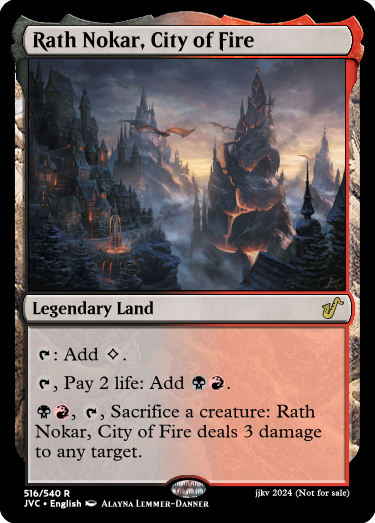 Rath Nokar, City of Fire
Legendary Land
: Add .
, Pay 2 life: Add .
, , Sacrifice a creature: Rath
Nokar, City of Fire deals 3 damage
to any target.
516/540 R
JVC • English ALAYNA LEMMER-DANNER
jjkv 2024 (Not for sale)